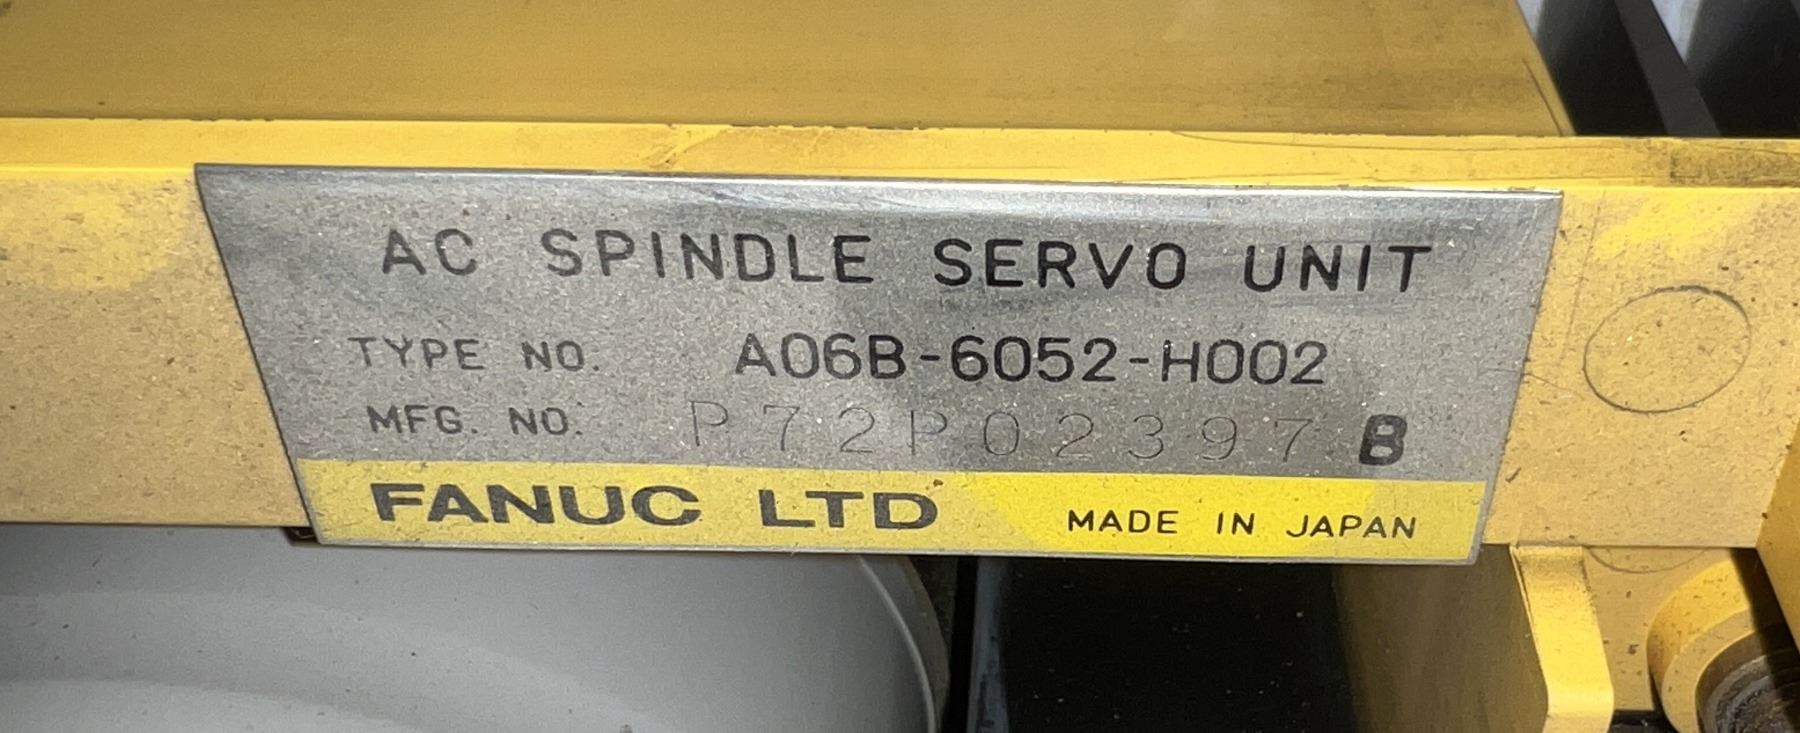 AC SPINDLE SERVO UNIT
TYPE NO. A06B-6052-H002
MFG. NO. P72P02397 B
FANUC LTD MADE IN JAPAN